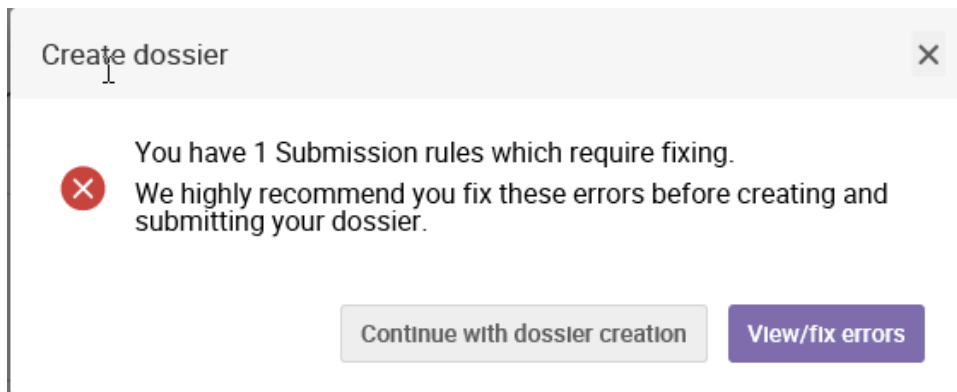 Create dossier
You have 1 Submission rules which require fixing.
We highly recommend you fix these errors before creating and
submitting your dossier.
Continue with dossier creation
View/fix errors